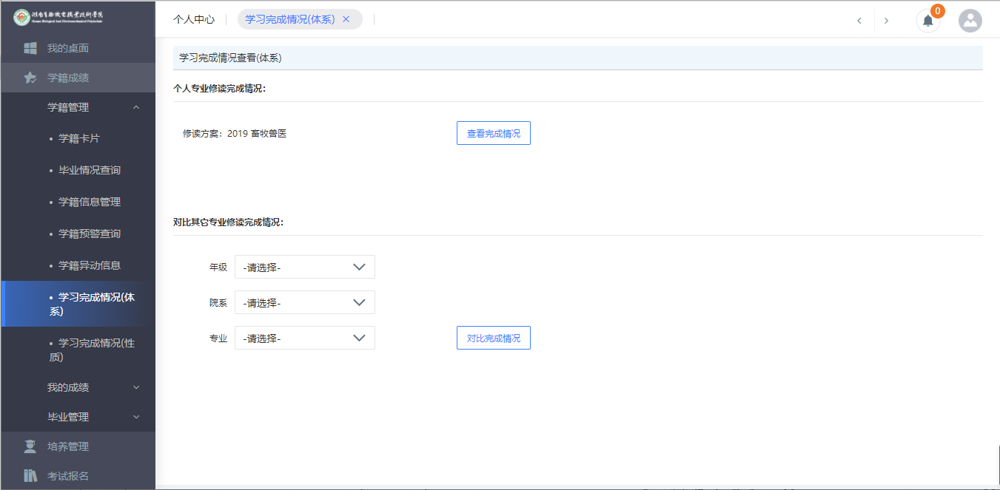 湖南生物机电职业技术学院
Hunan Biological And Electromechanical Polytechnic
我的桌面
学籍成绩
学籍管理
• 学籍卡片
• 毕业情况查询
• 学籍信息管理
• 学籍预警查询
• 学籍异动信息
• 学习完成情况(体
系)
• 学习完成情况(性
质)
我的成绩
毕业管理
培养管理
考试报名
个人中心
学习完成情况(体系) ×
0
学习完成情况查看(体系)
个人专业修读完成情况：
修读方案：2019 畜牧兽医
查看完成情况
对比其它专业修读完成情况：
年级 -请选择-
院系 -请选择-
专业 -请选择-
对比完成情况